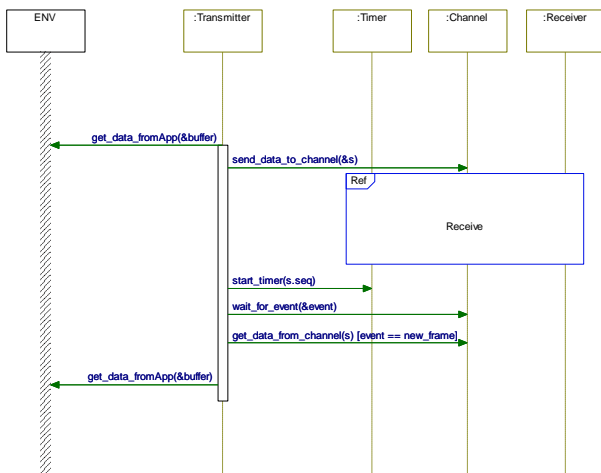 ENV
:Transmitter
:Timer
:Channel
:Receiver
get_data_fromApp(&buffer)
send_data_to_channel(&s)
Ref
Receive
start_timer(s.seq)
wait_for_event(&event)
get_data_from_channel(s) [event == new_frame]
get_data_fromApp(&buffer)